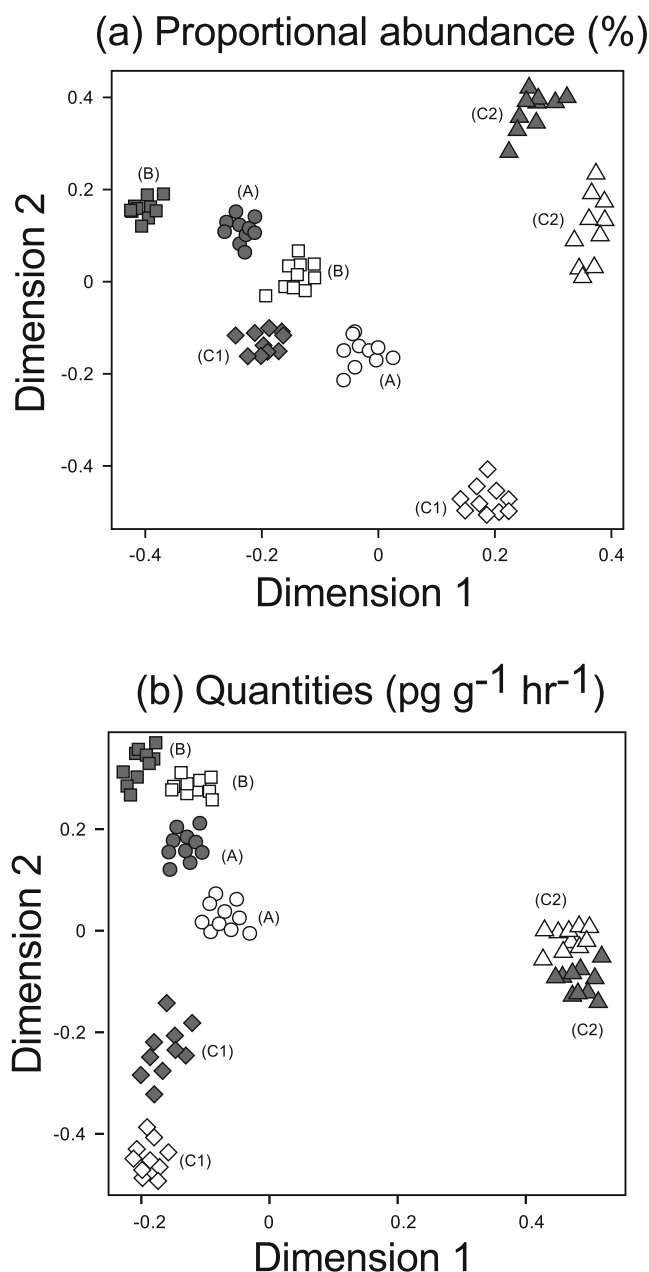 (a) Proportional abundance (%)
0.4
(C2)
(B)
(A)
0.2
(C2)
(B)
0
(C1)
(A)
-0.2
-0.4
(C1)
Dimension 2
-0.4 -0.2 0 0.2 0.4
Dimension 1
(b) Quantities (pg g-1 hr-1)
(B)
(B)
0.2
(A)
(C2)
(A)
0
(C2)
-0.2
(C1)
-0.4
(C1)
Dimension 2
-0.2 0 0.2 0.4
Dimension 1